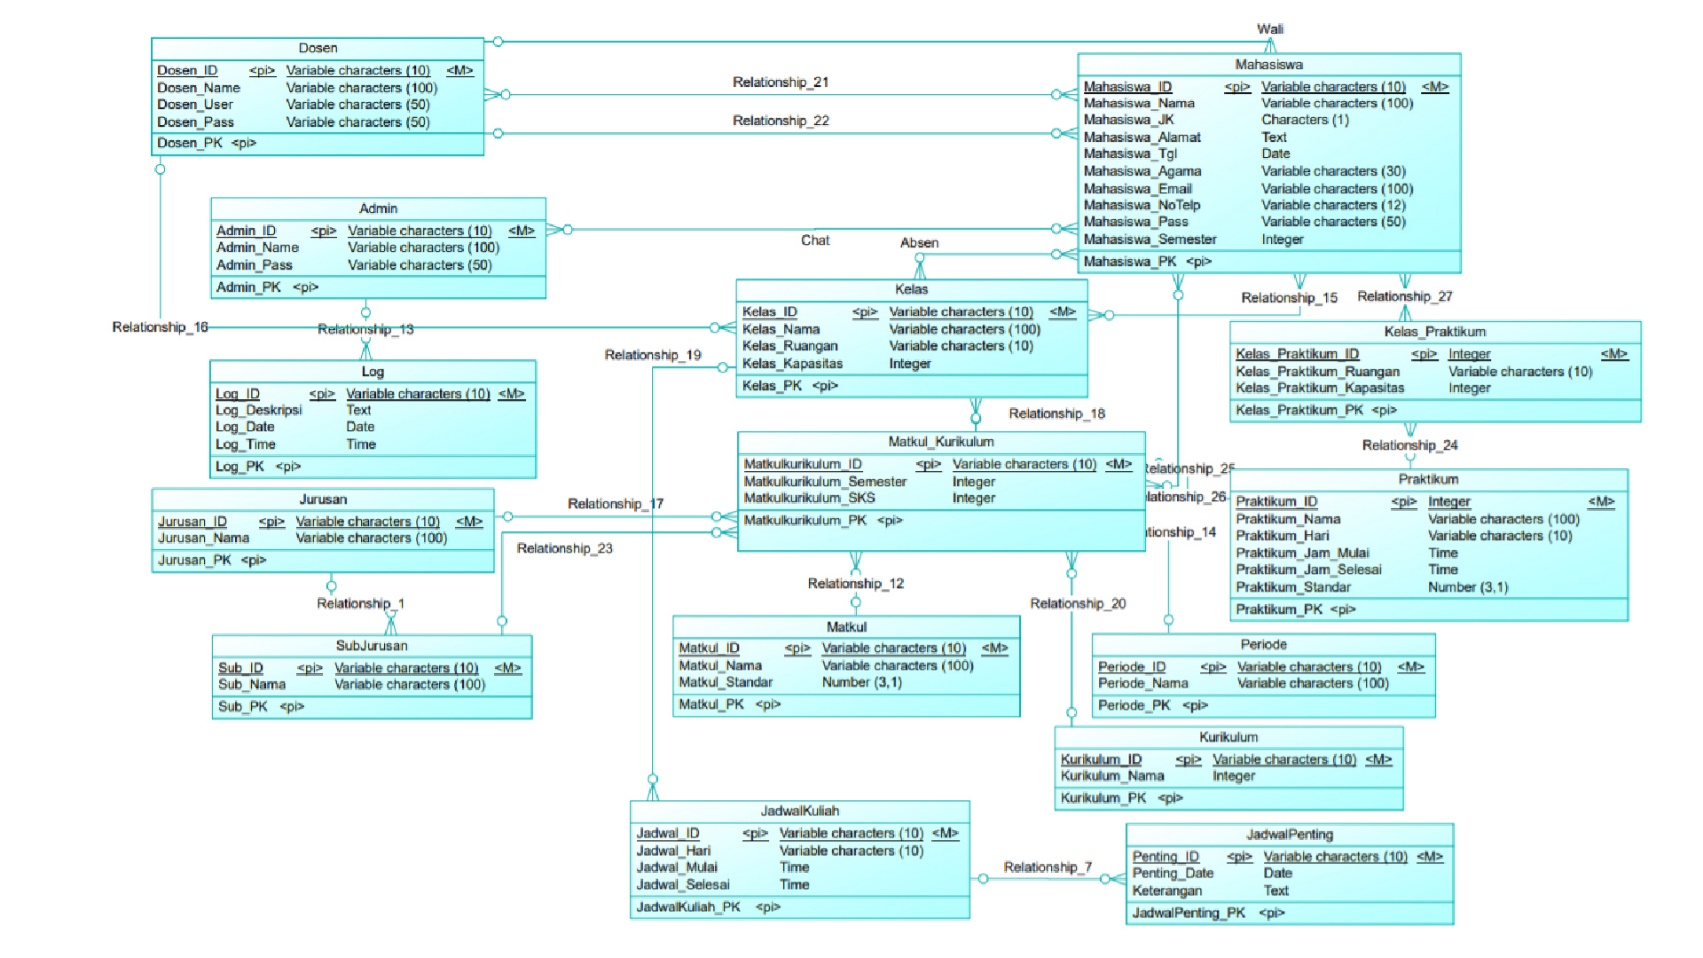 Wali
Dosen
Dosen_ID <pi> Variable characters (10) <M>
Dosen_Name Variable characters (100)
Dosen_User Variable characters (50)
Dosen_Pass Variable characters (50)
Dosen_PK <pi>
Relationship_21
Relationship_22
Mahasiswa
Mahasiswa_ID <pi> Variable characters (10) <M>
Mahasiswa_Nama Variable characters (100)
Mahasiswa_JK Characters (1)
Mahasiswa_Alamat Text
Mahasiswa_Tgl Date
Mahasiswa_Agama Variable characters (30)
Mahasiswa_Email Variable characters (100)
Mahasiswa_NoTelp Variable characters (12)
Mahasiswa_Pass Variable characters (50)
Mahasiswa_Semester Integer
Mahasiswa_PK <pi>
Admin
Admin_ID <pi> Variable characters (10) <M>
Admin_Name Variable characters (100)
Admin_Pass Variable characters (50)
Admin_PK <pi>
Chat
Absen
Relationship_16
Relationship_13
Relationship_15
Relationship_27
Kelas
Kelas_ID <pi> Variable characters (10) <M>
Kelas_Nama Variable characters (100)
Kelas_Ruangan Variable characters (10)
Kelas_Kapasitas Integer
Kelas_PK <pi>
Kelas_Praktikum
Kelas_Praktikum_ID <pi> Integer <M>
Kelas_Praktikum_Ruangan Variable characters (10)
Kelas_Praktikum_Kapasitas Integer
Kelas_Praktikum_PK <pi>
Relationship_19
Log
Log_ID <pi> Variable characters (10) <M>
Log_Deskripsi Text
Log_Date Date
Log_Time Time
Log_PK <pi>
Relationship_18
Relationship_24
Matkul_Kurikulum
Matkulkurikulum_ID <pi> Variable characters (10) <M>
Matkulkurikulum_Semester Integer
Matkulkurikulum_SKS Integer
Matkulkurikulum_PK <pi>
elationship_25
lationship_26
tionship_14
Praktikum
Praktikum_ID <pi> Integer <M>
Praktikum_Nama Variable characters (100)
Praktikum_Hari Variable characters (10)
Praktikum_Jam_Mulai Time
Praktikum_Jam_Selesai Time
Praktikum_Standar Number (3,1)
Praktikum_PK <pi>
Jurusan
Jurusan_ID <pi> Variable characters (10) <M>
Jurusan_Nama Variable characters (100)
Jurusan_PK <pi>
Relationship_17
Relationship_23
Relationship_12
Relationship_20
Relationship_1
SubJurusan
Sub_ID <pi> Variable characters (10) <M>
Sub_Nama Variable characters (100)
Sub_PK <pi>
Matkul
Matkul_ID <pi> Variable characters (10) <M>
Matkul_Nama Variable characters (100)
Matkul_Standar Number (3,1)
Matkul_PK <pi>
Periode
Periode_ID <pi> Variable characters (10) <M>
Periode_Nama Variable characters (100)
Periode_PK <pi>
Kurikulum
Kurikulum_ID <pi> Variable characters (10) <M>
Kurikulum_Nama Integer
Kurikulum_PK <pi>
JadwalKuliah
Jadwal_ID <pi> Variable characters (10) <M>
Jadwal_Hari Variable characters (10)
Jadwal_Mulai Time
Jadwal_Selesai Time
JadwalKuliah_PK <pi>
Relationship_7
JadwalPenting
Penting_ID <pi> Variable characters (10) <M>
Penting_Date Date
Keterangan Text
JadwalPenting_PK <pi>